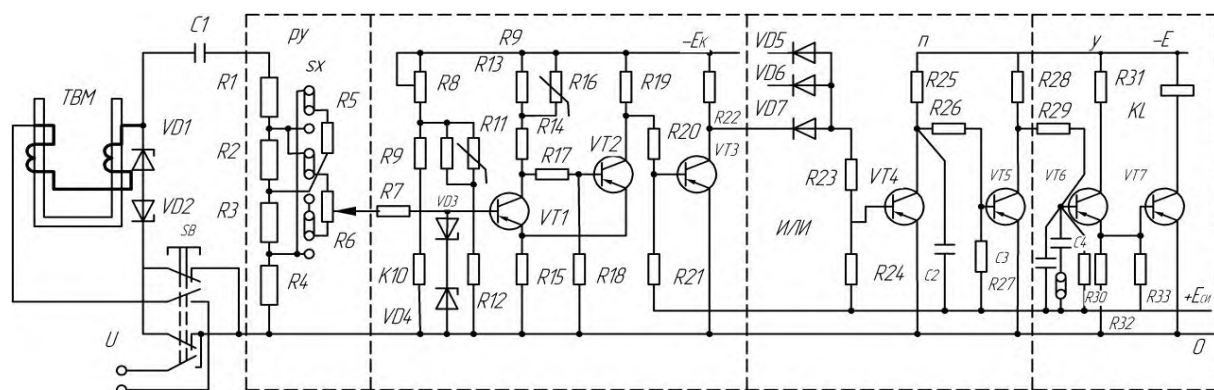 C1
ТВМ
VD1
VD2
SB
U
РУ
SX
R1
R2
R3
R4
R5
R6
R7
R9
-Eк
R8
R9
К10
R11
VD3
VD4
R12
R13
R14
R15
R16
R17
R18
VT1
VT2
R19
R20
R21
R22
VT3
VD5
VD6
VD7
R23
R24
ИЛИ
VT4
П
R25
R26
C2
C3
R27
VT5
У
-E
R28
R29
R31
KL
VT6
VT7
C4
R30
R32
R33
+Eси
0